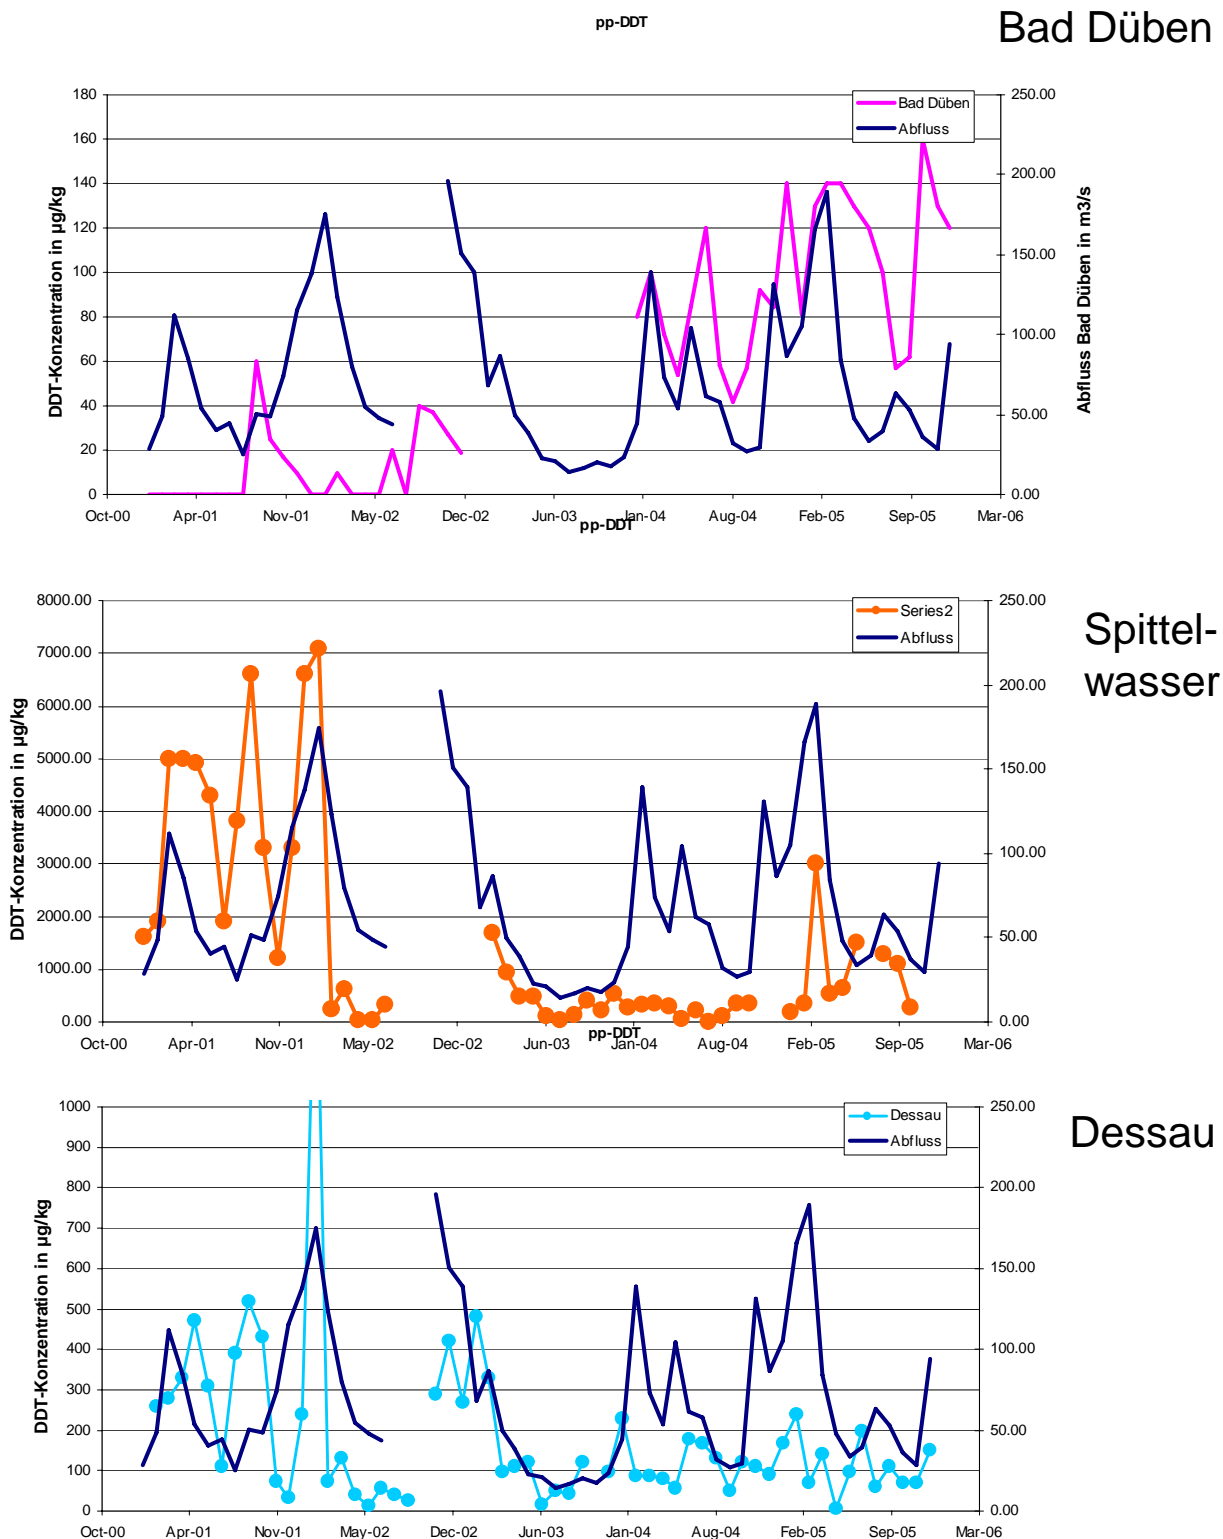 pp-DDT
Bad Düben
180
160
140
120
100
80
60
40
20
0
DDT-Konzentration in µg/kg
250.00
200.00
150.00
100.00
50.00
0.00
Abfluss Bad Düben in m3/s
Bad Düben
Abfluss
Oct-00 Apr-01 Nov-01 May-02 Dec-02 Jun-03 Jan-04 Aug-04 Feb-05 Sep-05 Mar-06
pp-DDT
8000.00
7000.00
6000.00
5000.00
4000.00
3000.00
2000.00
1000.00
0.00
DDT-Konzentration in µg/kg
250.00
200.00
150.00
100.00
50.00
0.00
Series2
Abfluss
Spittel-
wasser
Oct-00 Apr-01 Nov-01 May-02 Dec-02 Jun-03 Jan-04 Aug-04 Feb-05 Sep-05 Mar-06
pp-DDT
1000
900
800
700
600
500
400
300
200
100
0
DDT-Konzentration in µg/kg
250.00
200.00
150.00
100.00
50.00
0.00
Dessau
Abfluss
Dessau
Oct-00 Apr-01 Nov-01 May-02 Dec-02 Jun-03 Jan-04 Aug-04 Feb-05 Sep-05 Mar-06